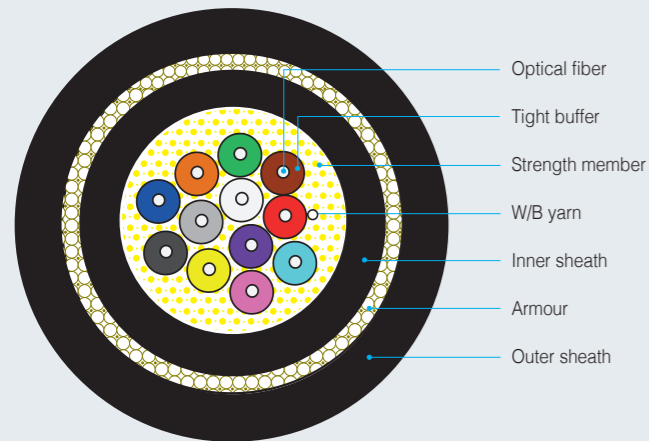 Optical fiber
Tight buffer
Strength member
W/B yarn
Inner sheath
Armour
Outer sheath